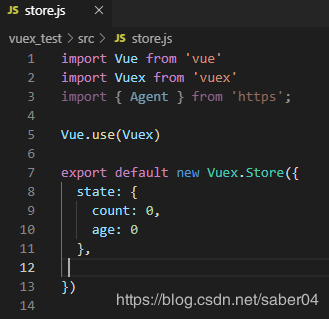 JS store.js ×
vuex_test > src > JS store.js
1 import Vue from 'vue'
2 import Vuex from 'vuex'
3 import { Agent } from 'https';
4
5 Vue.use(Vuex)
6
7 export default new Vuex.Store({
8 state: {
9 count: 0,
10 age: 0
11 },
12
13 })
14
https://blog.csdn.net/saber04